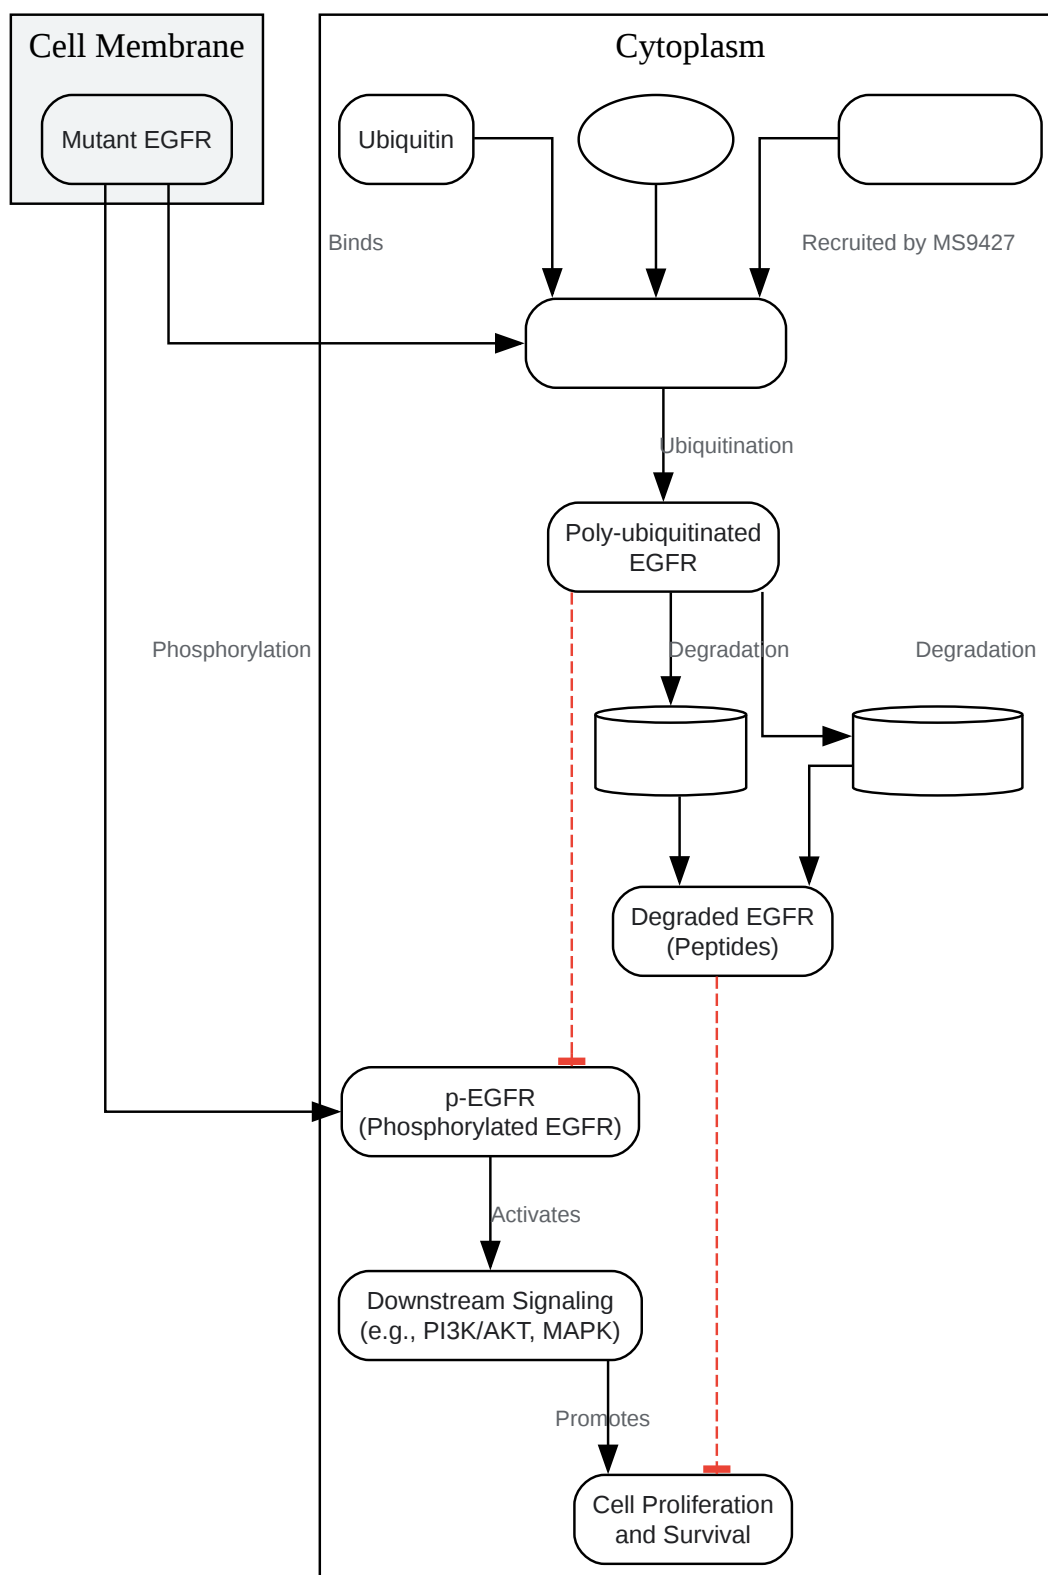 Cell Membrane
Cytoplasm
Mutant EGFR
Ubiquitin
Binds
Recruited by MS9427
Ubiquitination
Poly-ubiquitinated
EGFR
Phosphorylation
Degradation
Degradation
Degraded EGFR
(Peptides)
p-EGFR
(Phosphorylated EGFR)
Activates
Downstream Signaling
(e.g., PI3K/AKT, MAPK)
Promotes
Cell Proliferation
and Survival